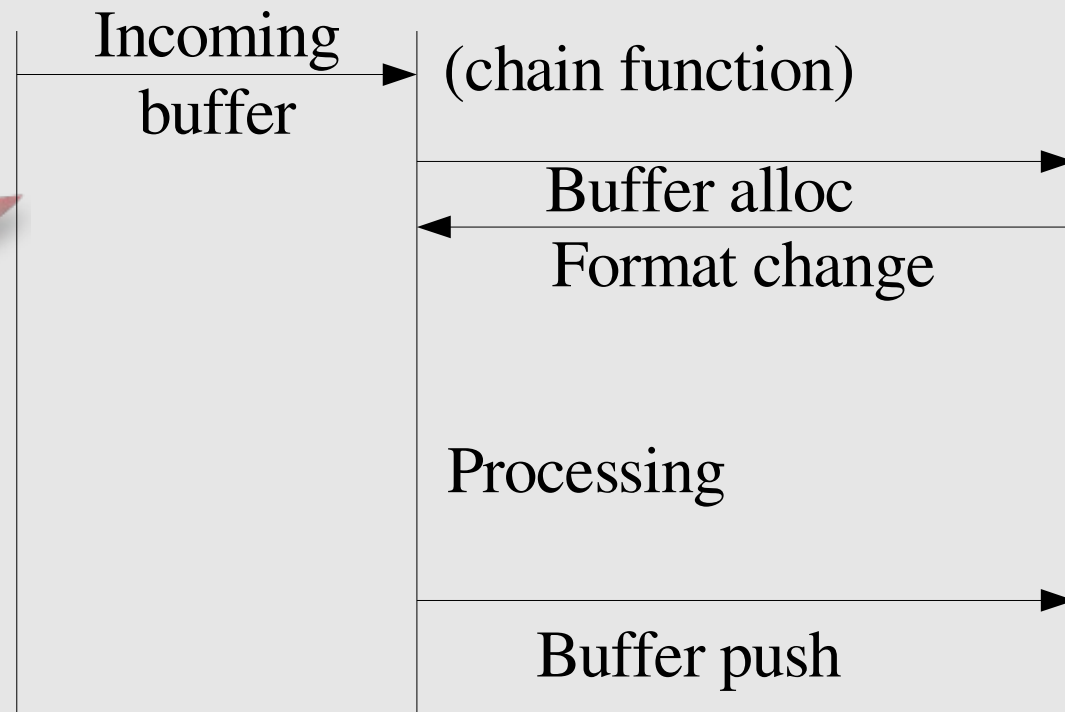 Incoming
buffer
(chain function)
Buffer alloc
Format change
Processing
Buffer push